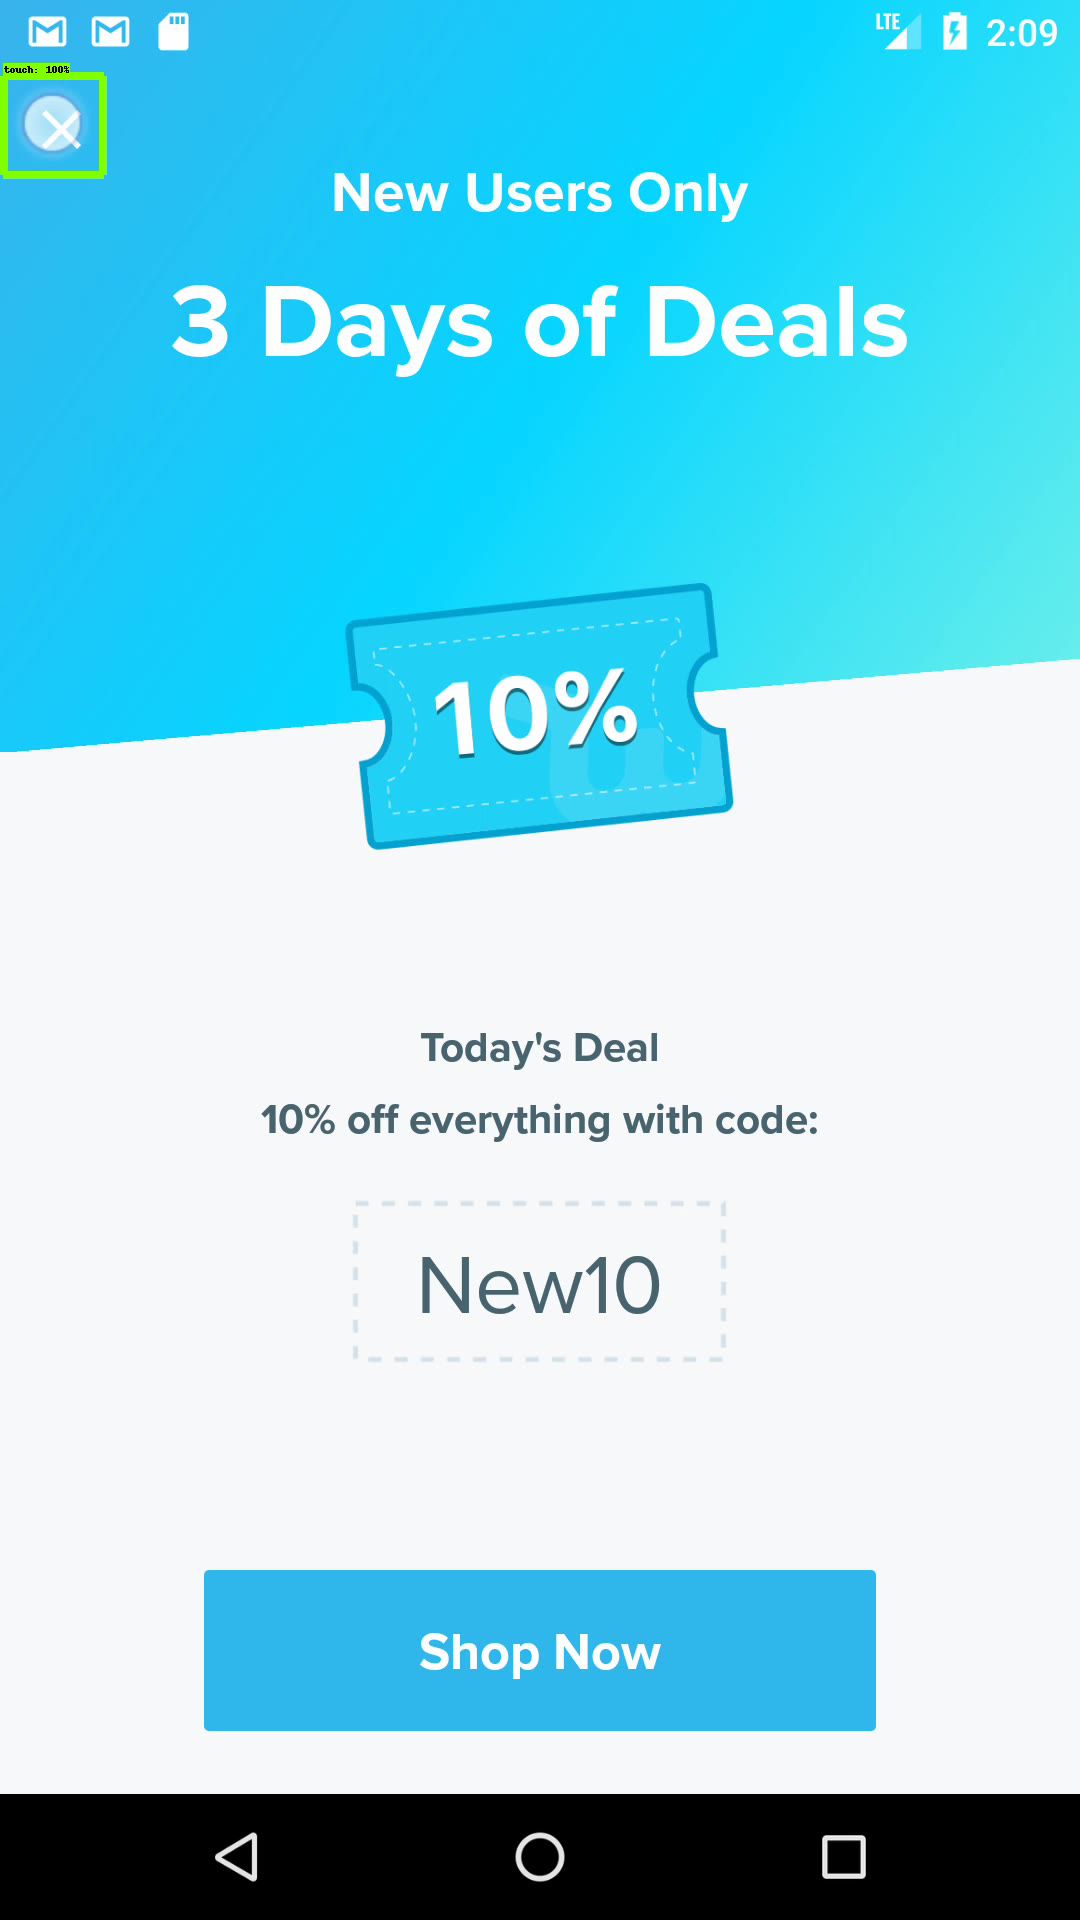 LTE 2:09
touch: 100%
New Users Only
3 Days of Deals
10%
Today's Deal
10% off everything with code:
New10
Shop Now